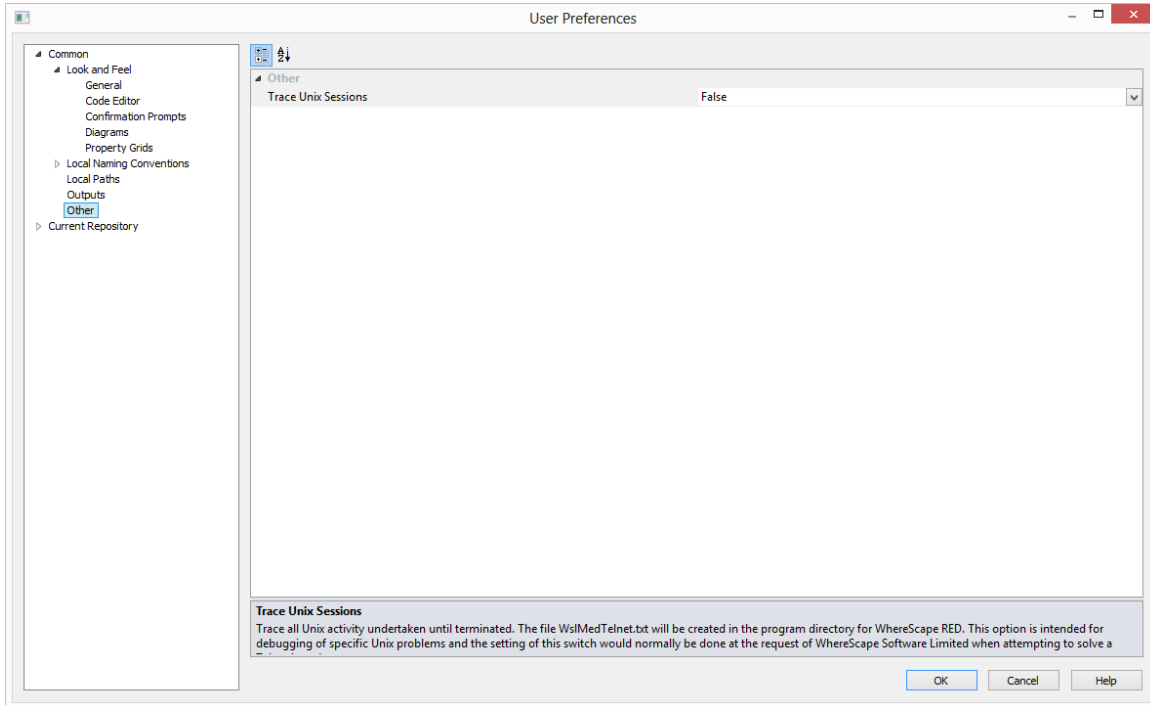 User Preferences
Common
Look and Feel
General
Code Editor
Confirmation Prompts
Diagrams
Property Grids
Local Naming Conventions
Local Paths
Outputs
Other
Current Repository
Other
Trace Unix Sessions False
Trace Unix Sessions
Trace all Unix activity undertaken until terminated. The file WslMedTelnet.txt will be created in the program directory for WhereScape RED. This option is intended for
debugging of specific Unix problems and the setting of this switch would normally be done at the request of WhereScape Software Limited when attempting to solve a
OK Cancel Help